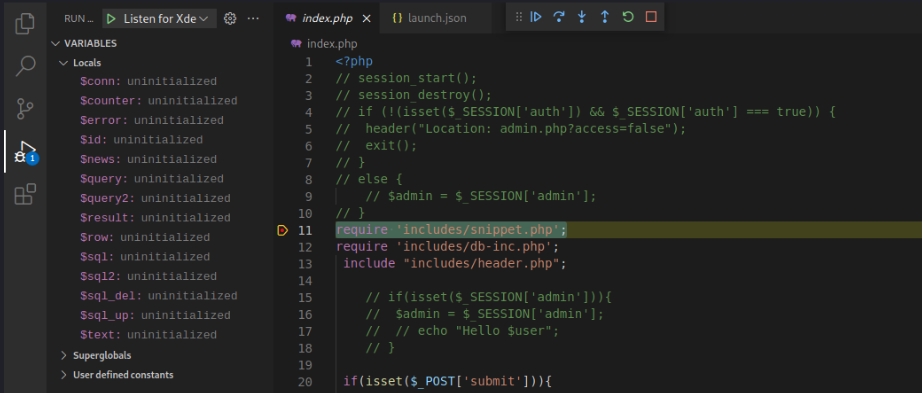 RUN ... Listen for Xde ...
VARIABLES
Locals
$conn: uninitialized
$counter: uninitialized
$error: uninitialized
$id: uninitialized
$news: uninitialized
$query: uninitialized
$query2: uninitialized
$result: uninitialized
$row: uninitialized
$sql: uninitialized
$sql2: uninitialized
$sql_del: uninitialized
$sql_up: uninitialized
$text: uninitialized
Superglobals
User defined constants
1
index.php
{} launch.json
index.php
1 <?php
2 // session_start();
3 // session_destroy();
4 // if (!(isset($_SESSION['auth']) && $_SESSION['auth'] === true)) {
5 //  header("Location: admin.php?access=false");
6 //  exit();
7 // }
8 // else {
9     // $admin = $_SESSION['admin'];
10 // }
11 require 'includes/snippet.php';
12 require 'includes/db-inc.php';
13  include "includes/header.php";
14
15     // if(isset($_SESSION['admin'])){
16     //  $admin = $_SESSION['admin'];
17     //  // echo "Hello $user";
18     // }
19
20  if(isset($_POST['submit'])){